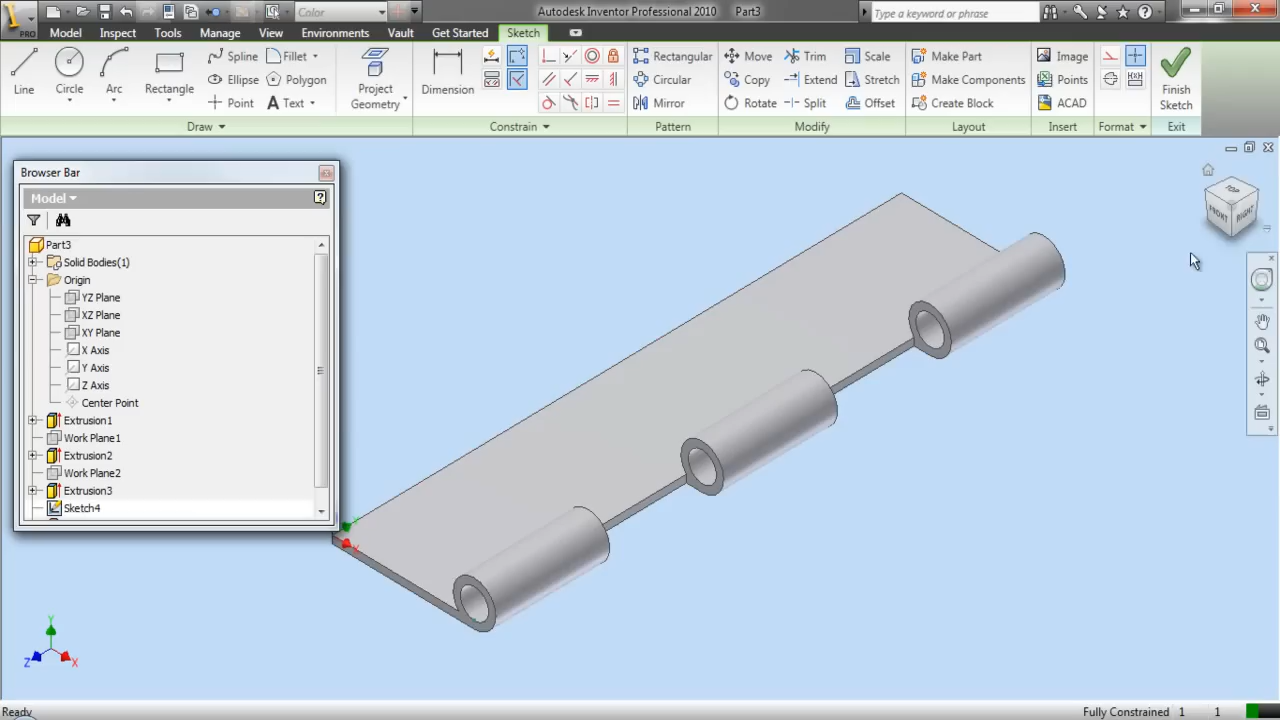 Autodesk Inventor Professional 2010 Part3
Color
Type a keyword or phrase
PRO
Model Inspect Tools Manage View Environments Vault Get Started Sketch
Line
Circle
Arc
Rectangle
Spline
Ellipse
Point
Fillet
Polygon
Text
Project
Geometry
Dimension
Rectangular
Circular
Mirror
Move
Copy
Rotate
Trim
Extend
Split
Scale
Stretch
Offset
Make Part
Make Components
Create Block
Image
Points
ACAD
Finish
Sketch
Draw
Constrain
Pattern
Modify
Layout
Insert
Format
Exit
Browser Bar
Model
Part3
Solid Bodies(1)
Origin
YZ Plane
XZ Plane
XY Plane
X Axis
Y Axis
Z Axis
Center Point
Extrusion1
Work Plane1
Extrusion2
Work Plane2
Extrusion3
Sketch4
TOP
FRONT
RIGHT
Y
X
Y
Z
X
Ready
Fully Constrained 1 1